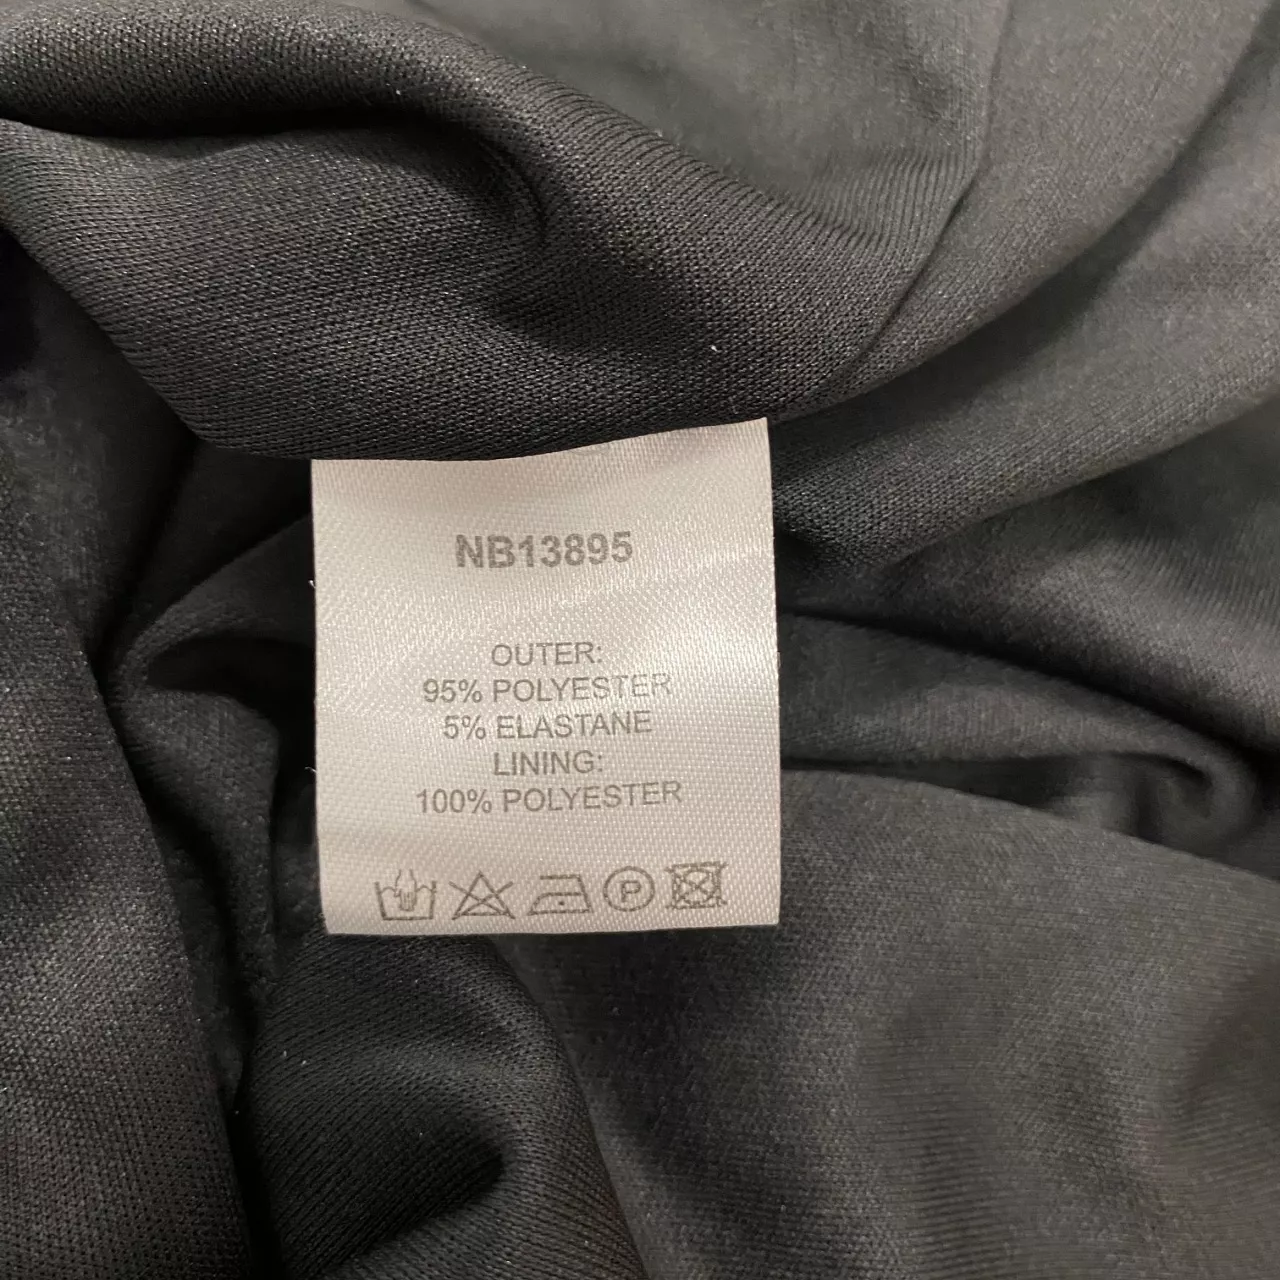 NB13895
OUTER:
95% POLYESTER
5% ELASTANE
LINING:
100% POLYESTER
P